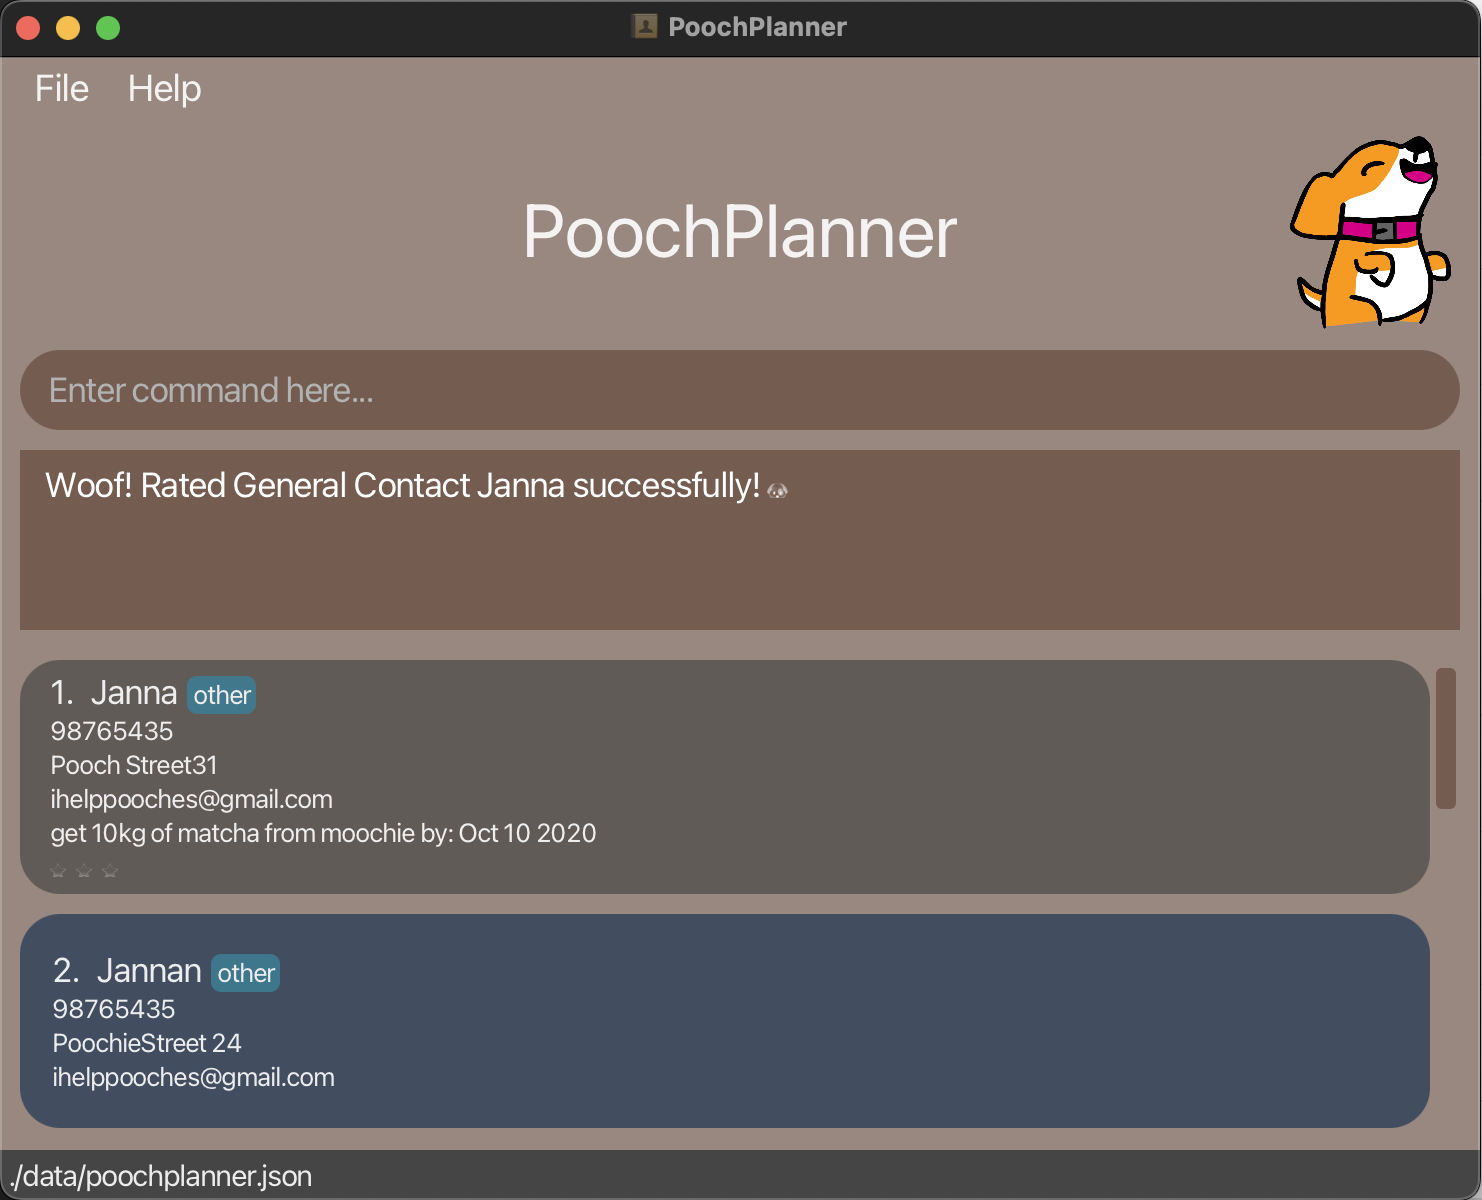 PoochPlanner
File Help
PoochPlanner
Enter command here...
Woof! Rated General Contact Janna successfully!
1. Janna other
98765435
Pooch Street31
ihelppooches@gmail.com
get 10kg of matcha from moochie by: Oct 10 2020
2. Jannan other
98765435
PoochieStreet 24
ihelppooches@gmail.com
./data/poochplanner.json